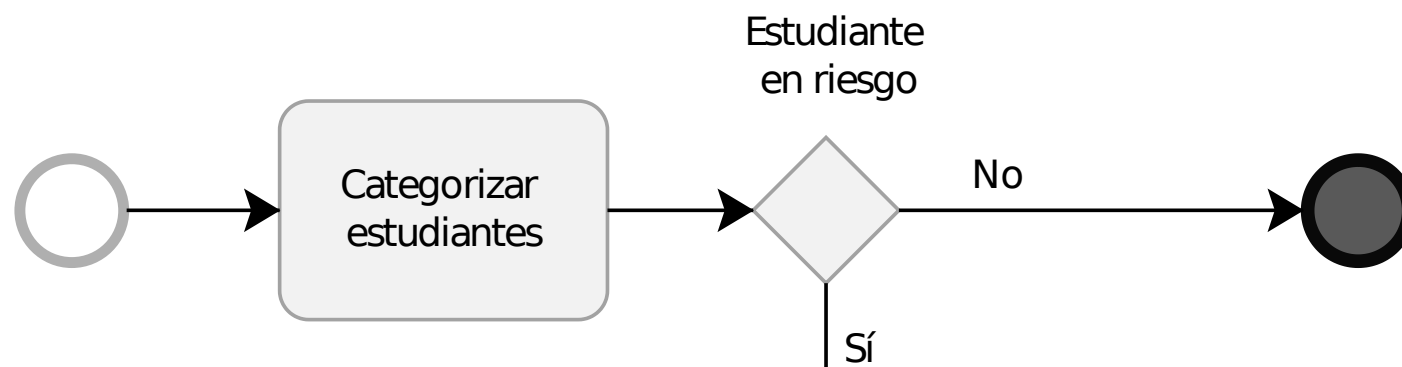 Estudiante
en riesgo
Categorizar
estudiantes
No
Sí